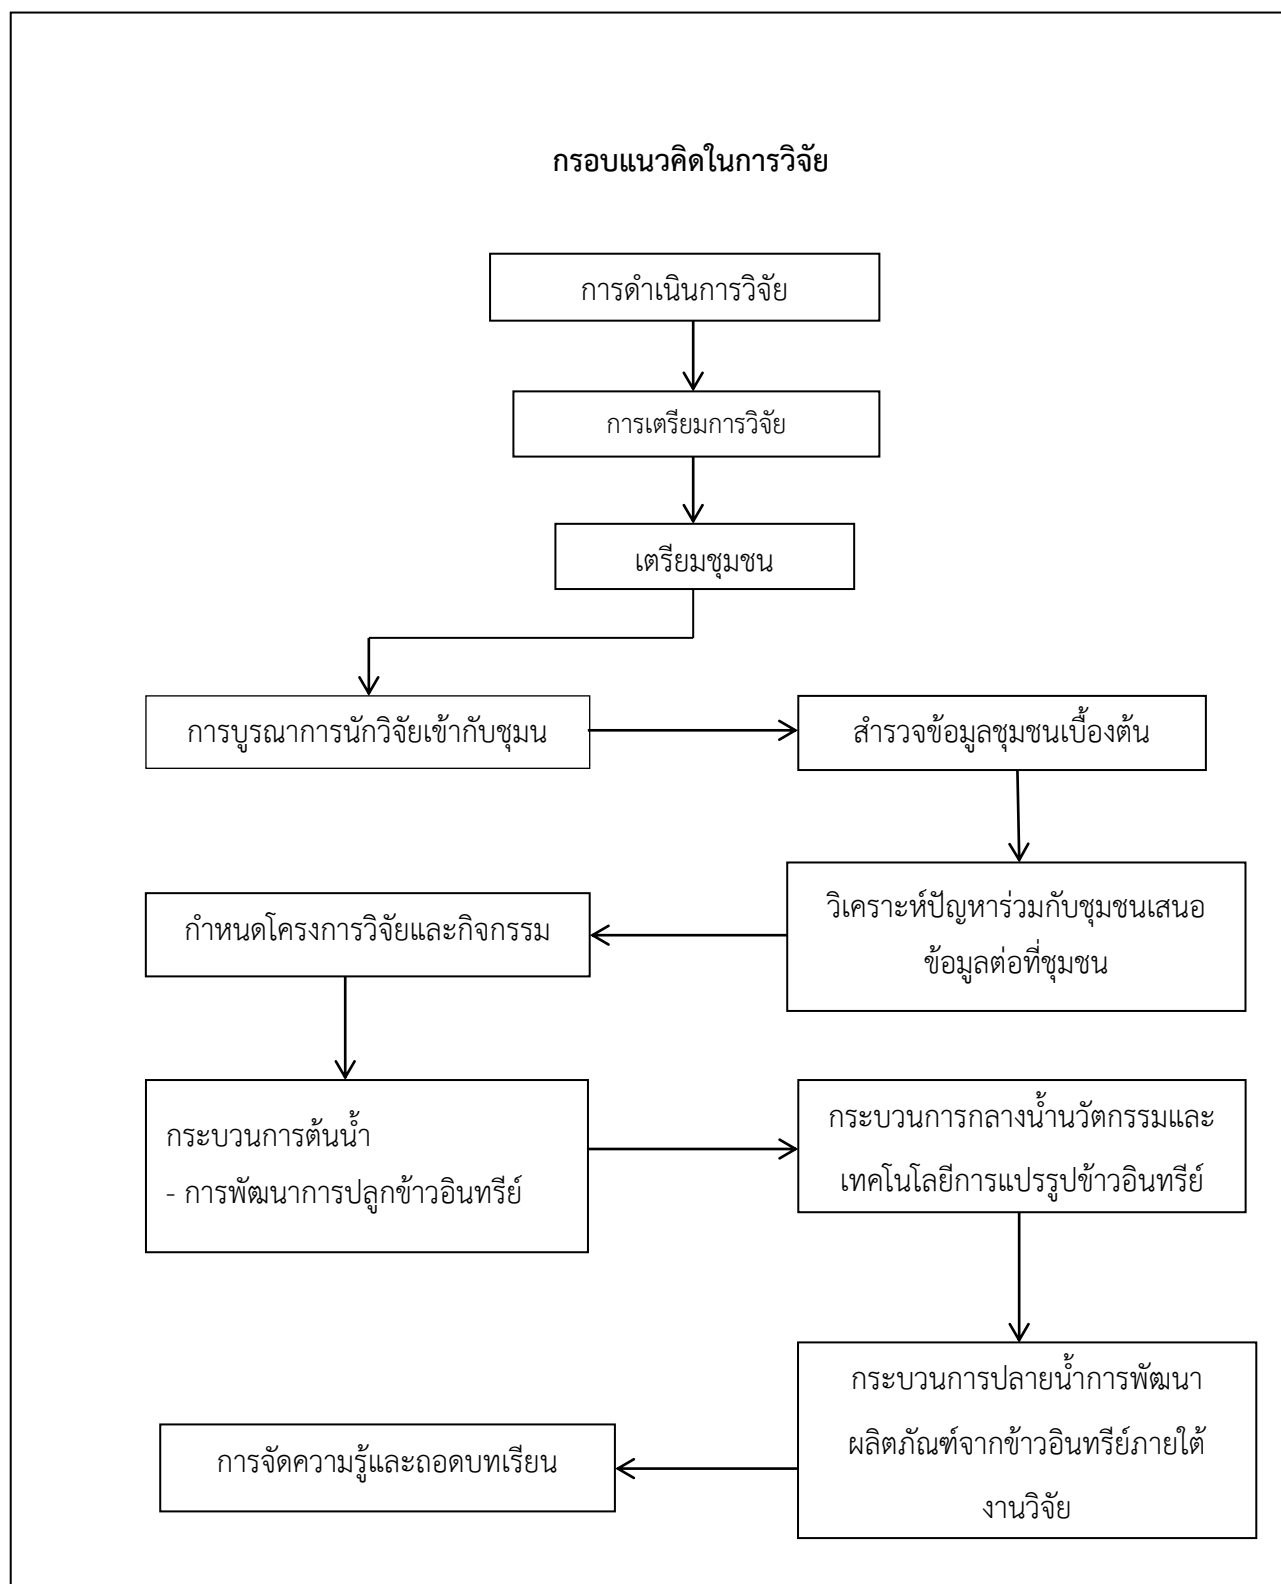 กรอบแนวคิดในการวิจัย
การดำเนินการวิจัย
การเตรียมการวิจัย
เตรียมชุมชน
การบูรณาการนักวิจัยเข้ากับชุมน
สำรวจข้อมูลชุมชนเบื้องต้น
วิเคราะห์ปัญหาร่วมกับชุมชนเสนอ
ข้อมูลต่อที่ชุมชน
กำหนดโครงการวิจัยและกิจกรรม
กระบวนการต้นน้ำ
- การพัฒนาการปลูกข้าวอินทรีย์
กระบวนการกลางน้ำนวัตกรรมและ
เทคโนโลยีการแปรรูปข้าวอินทรีย์
กระบวนการปลายน้ำการพัฒนา
ผลิตภัณฑ์จากข้าวอินทรีย์ภายใต้
งานวิจัย
การจัดความรู้และถอดบทเรียน